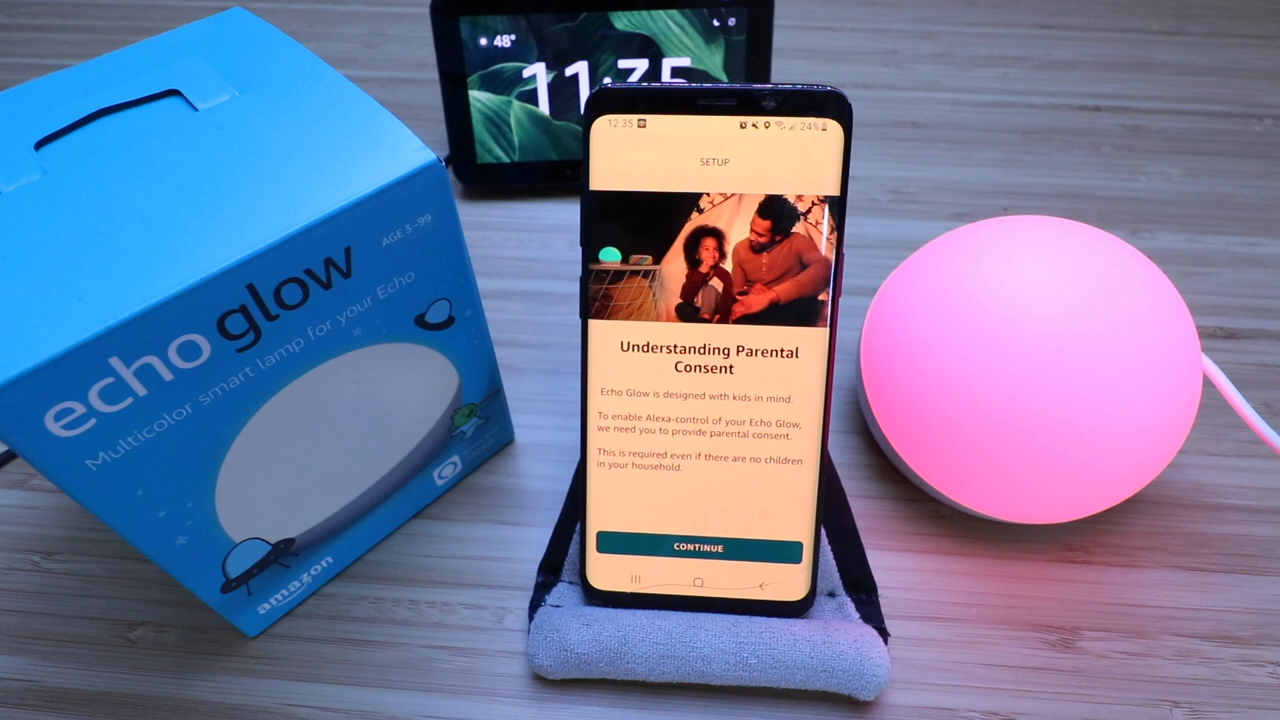 48°
11:35
echo glow
AGE 3-99
Multicolor smart lamp for your Echo
amazon
12:35
24%
SETUP
Understanding Parental
Consent
Echo Glow is designed with kids in mind.
To enable Alexa-control of your Echo Glow,
we need you to provide parental consent.
This is required even if there are no children
in your household.
CONTINUE